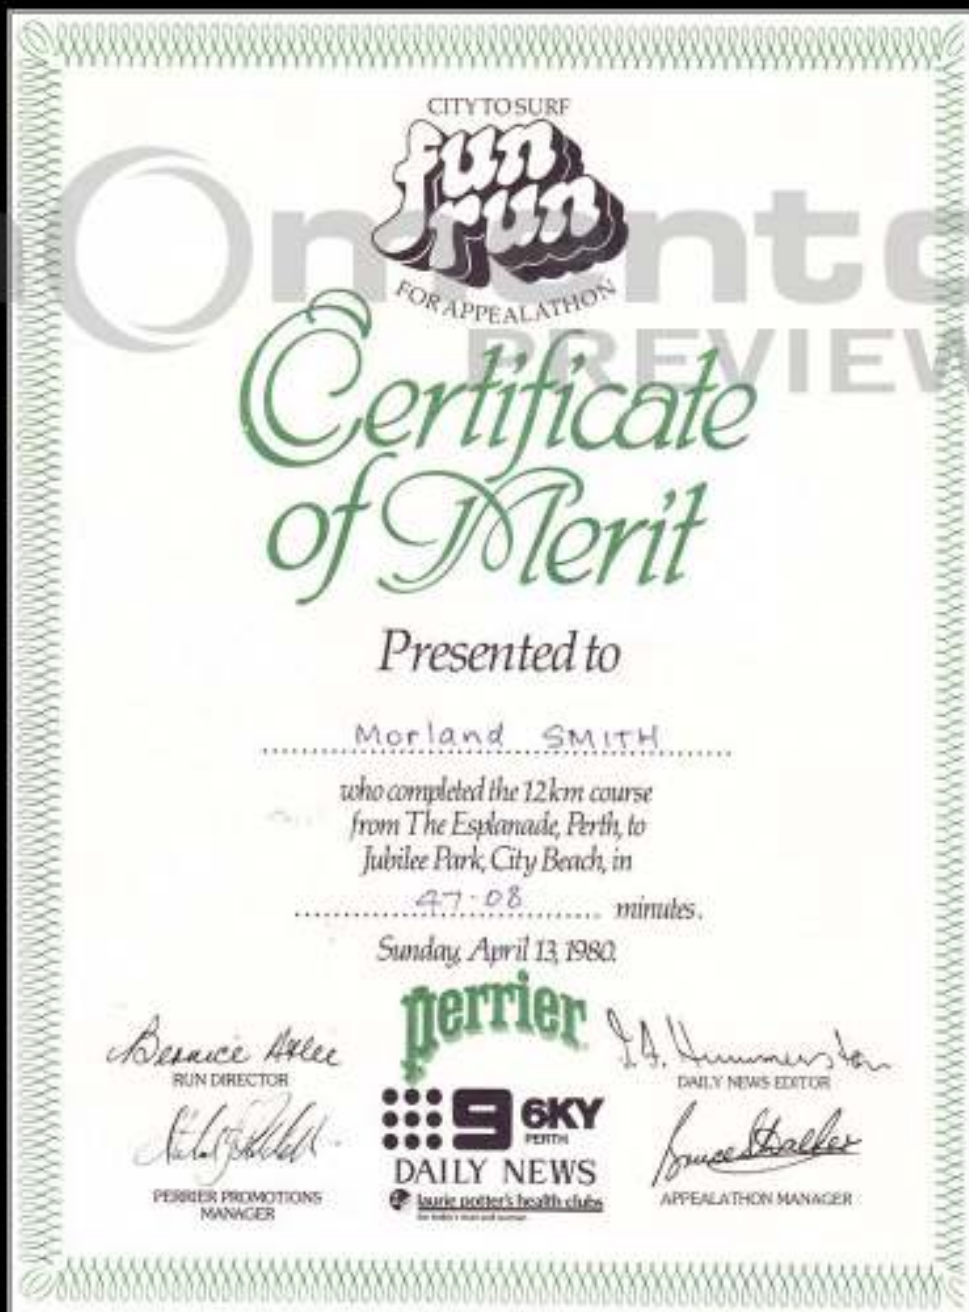 CITY TO SURF
fun
run
FOR APPEALATHON
PREVIEW
Certificate
of Merit
Presented to
Morland SMITH
who completed the 12km course
from The Esplanade, Perth, to
Jubilee Park, City Beach, in
47·08 minutes.
Sunday, April 13, 1980.
perrier
Bernice
RUN DIRECTOR
DAILY NEWS EDITOR
9 6KY
PERTH
DAILY NEWS
laurie potter's health clubs
PERRIER PROMOTIONS
MANAGER
Bruce
APPEALATHON MANAGER